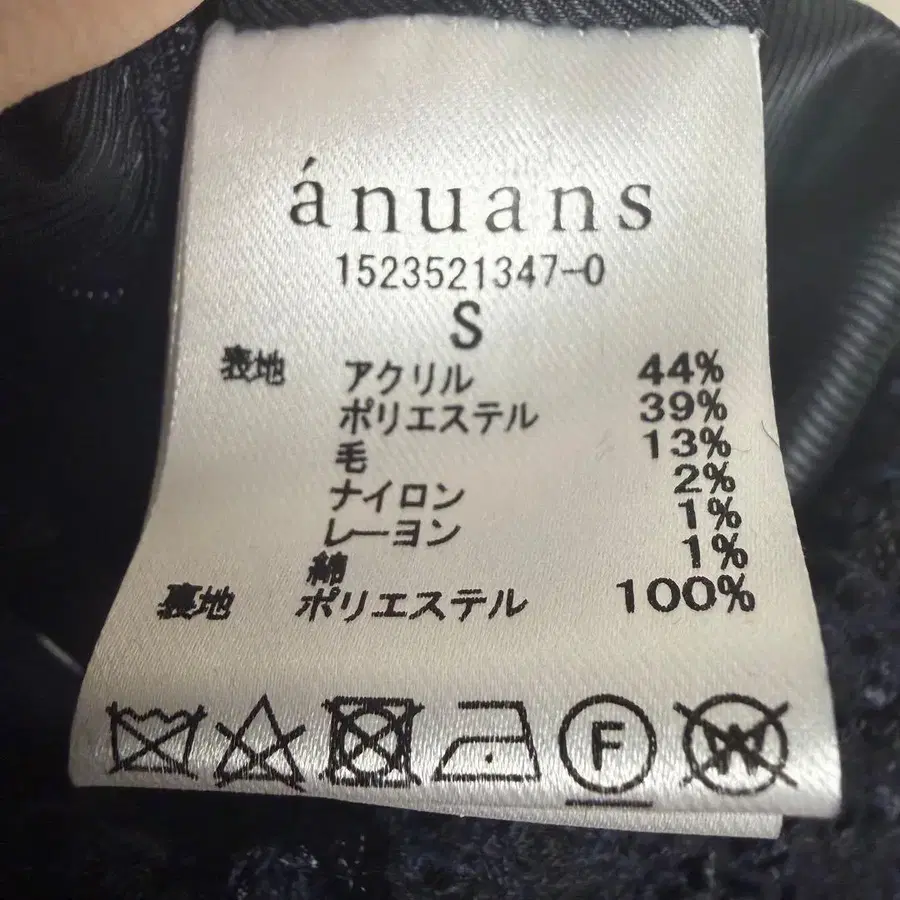 ánuans
1523521347-0
S
表地 アクリル 44%
ポリエステル 39%
毛 13%
ナイロン 2%
レーヨン 1%
綿 1%
裏地 ポリエステル 100%
F W